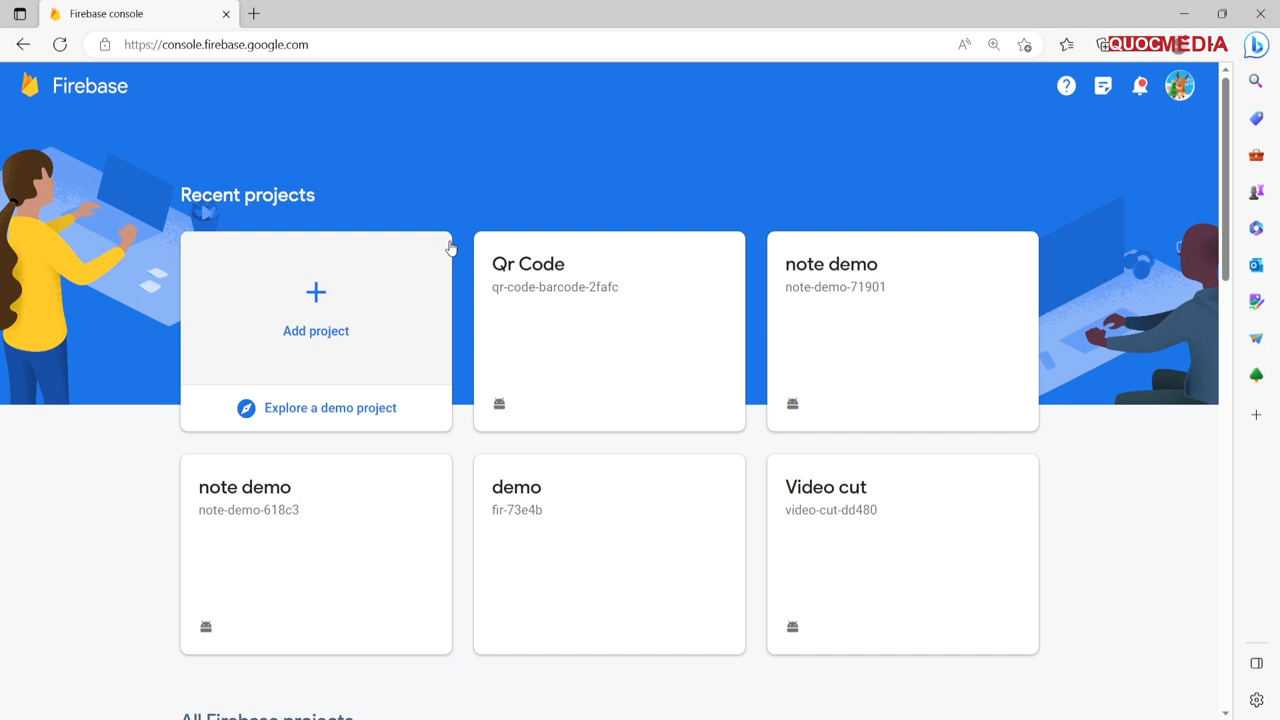 Firebase console
https://console.firebase.google.com
QUOCMEDIA
Firebase
Recent projects
Add project
Explore a demo project
Qr Code
qr-code-barcode-2fafc
note demo
note-demo-71901
note demo
note-demo-618c3
demo
fir-73e4b
Video cut
video-cut-dd480
All Firebase projects